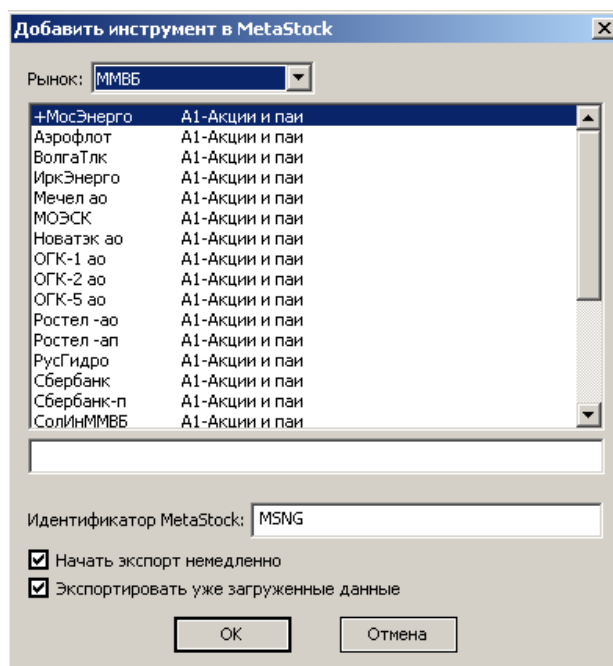 Добавить инструмент в MetaStock
Рынок: ММВБ
+МосЭнерго А1-Акции и паи
Аэрофлот А1-Акции и паи
ВолгаТлк А1-Акции и паи
ИркЭнерго А1-Акции и паи
Мечел ао А1-Акции и паи
МОЭСК А1-Акции и паи
Новатэк ао А1-Акции и паи
ОГК-1 ао А1-Акции и паи
ОГК-2 ао А1-Акции и паи
ОГК-5 ао А1-Акции и паи
Ростел -ао А1-Акции и паи
Ростел -ап А1-Акции и паи
РусГидро А1-Акции и паи
Сбербанк А1-Акции и паи
Сбербанк-п А1-Акции и паи
СолИнММВБ А1-Акции и паи
Идентификатор MetaStock: MSNG
Начать экспорт немедленно
Экспортировать уже загруженные данные
OK Отмена